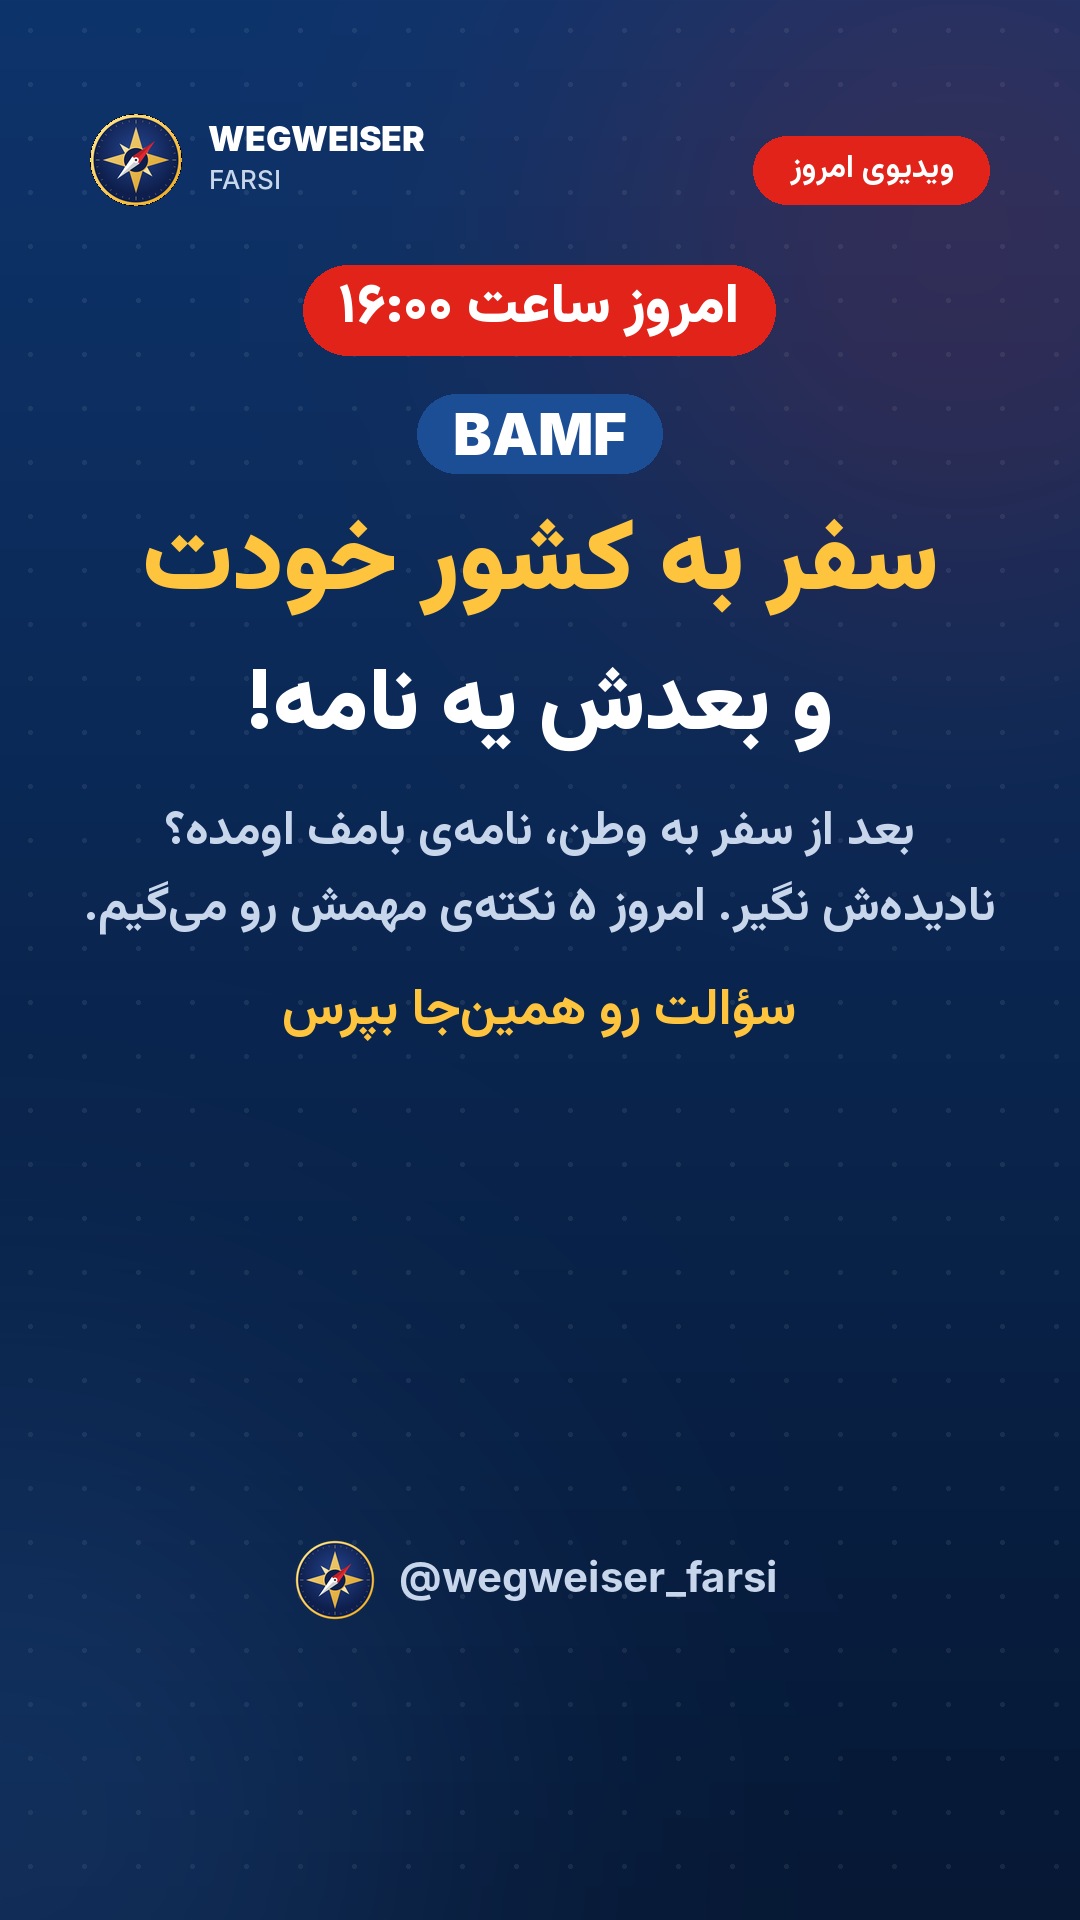 WEGWEISER
FARSI
ویدیوی امروز
امروز ساعت ۱۶:۰۰
BAMF
سفر به کشور خودت
و بعدش یه نامه!
بعد از سفر به وطن، نامه‌ی بامف اومده؟
نادیده‌ش نگیر. امروز ۵ نکته‌ی مهمش رو می‌گیم.
سؤالت رو همین‌جا بپرس
@wegweiser_farsi